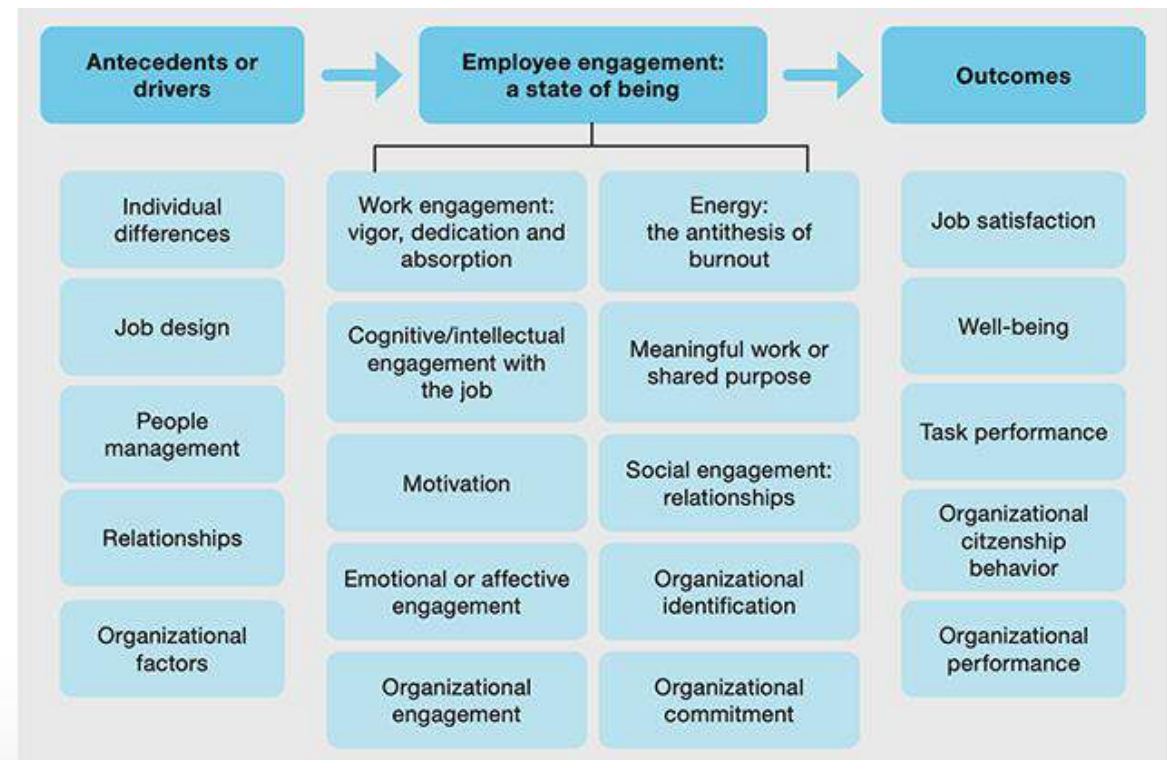 Antecedents or
drivers
Employee engagement:
a state of being
Outcomes
Individual
differences
Job design
People
management
Relationships
Organizational
factors
Work engagement:
vigor, dedication and
absorption
Cognitive/intellectual
engagement with
the job
Motivation
Emotional or affective
engagement
Organizational
engagement
Energy:
the antithesis of
burnout
Meaningful work or
shared purpose
Social engagement:
relationships
Organizational
identification
Organizational
commitment
Job satisfaction
Well-being
Task performance
Organizational
citzenship
behavior
Organizational
performance